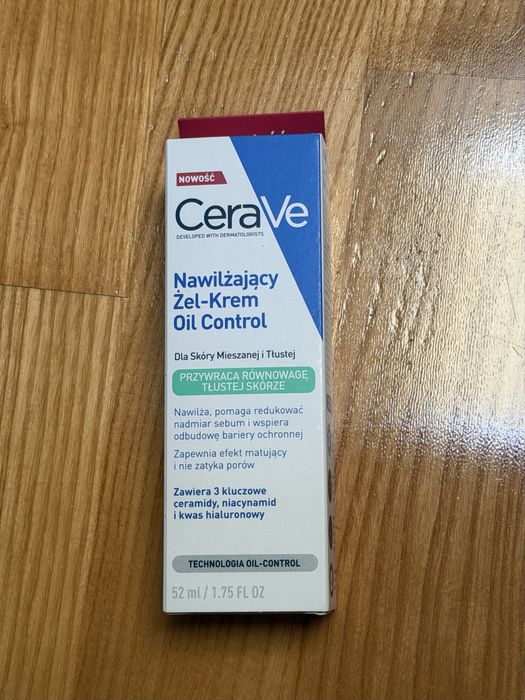 NOWOŚĆ
CeraVe
DEVELOPED WITH DERMATOLOGISTS
Nawilżający
Żel-Krem
Oil Control
Dla Skóry Mieszanej i Tłustej
PRZYWRACA RÓWNOWAGĘ
TŁUSTEJ SKÓRZE
Nawilża, pomaga redukować
nadmiar sebum i wspiera
odbudowę bariery ochronnej
Zapewnia efekt matujący
i nie zatyka porów
Zawiera 3 kluczowe
ceramidy, niacynamid
i kwas hialuronowy
TECHNOLOGIA OIL-CONTROL
52 ml / 1.75 FL OZ